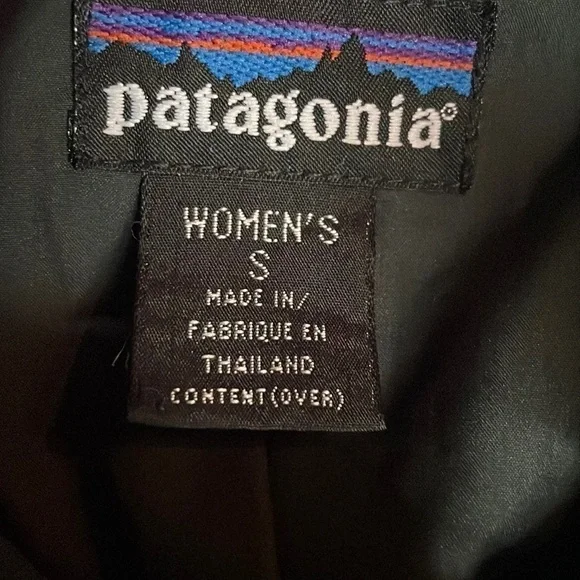 patagonia®
WOMEN'S
S
MADE IN/
FABRIQUE EN
THAILAND
CONTENT(OVER)